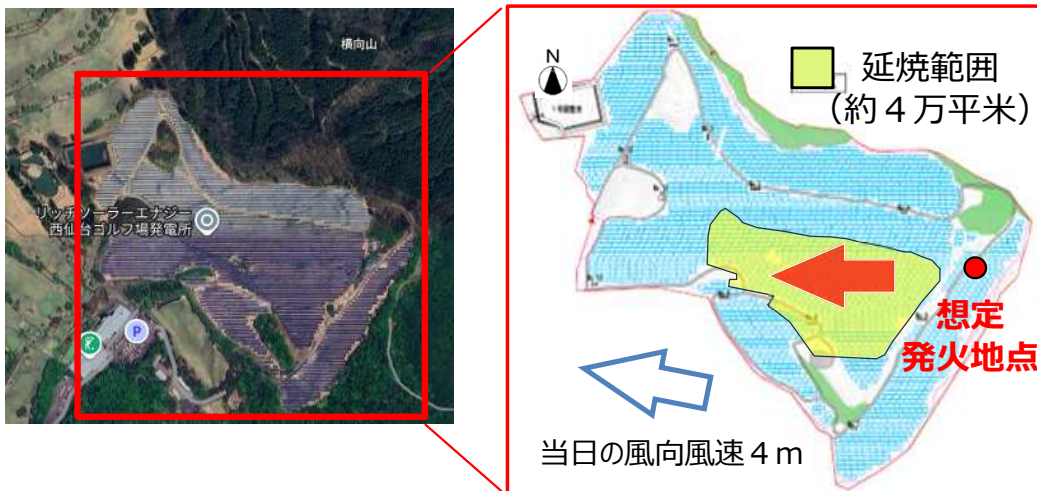 横向山
リッチソーラーエナジー
西仙台ゴルフ場発電所
P
N
延焼範囲
（約４万平米）
想定
発火地点
当日の風向風速４ｍ